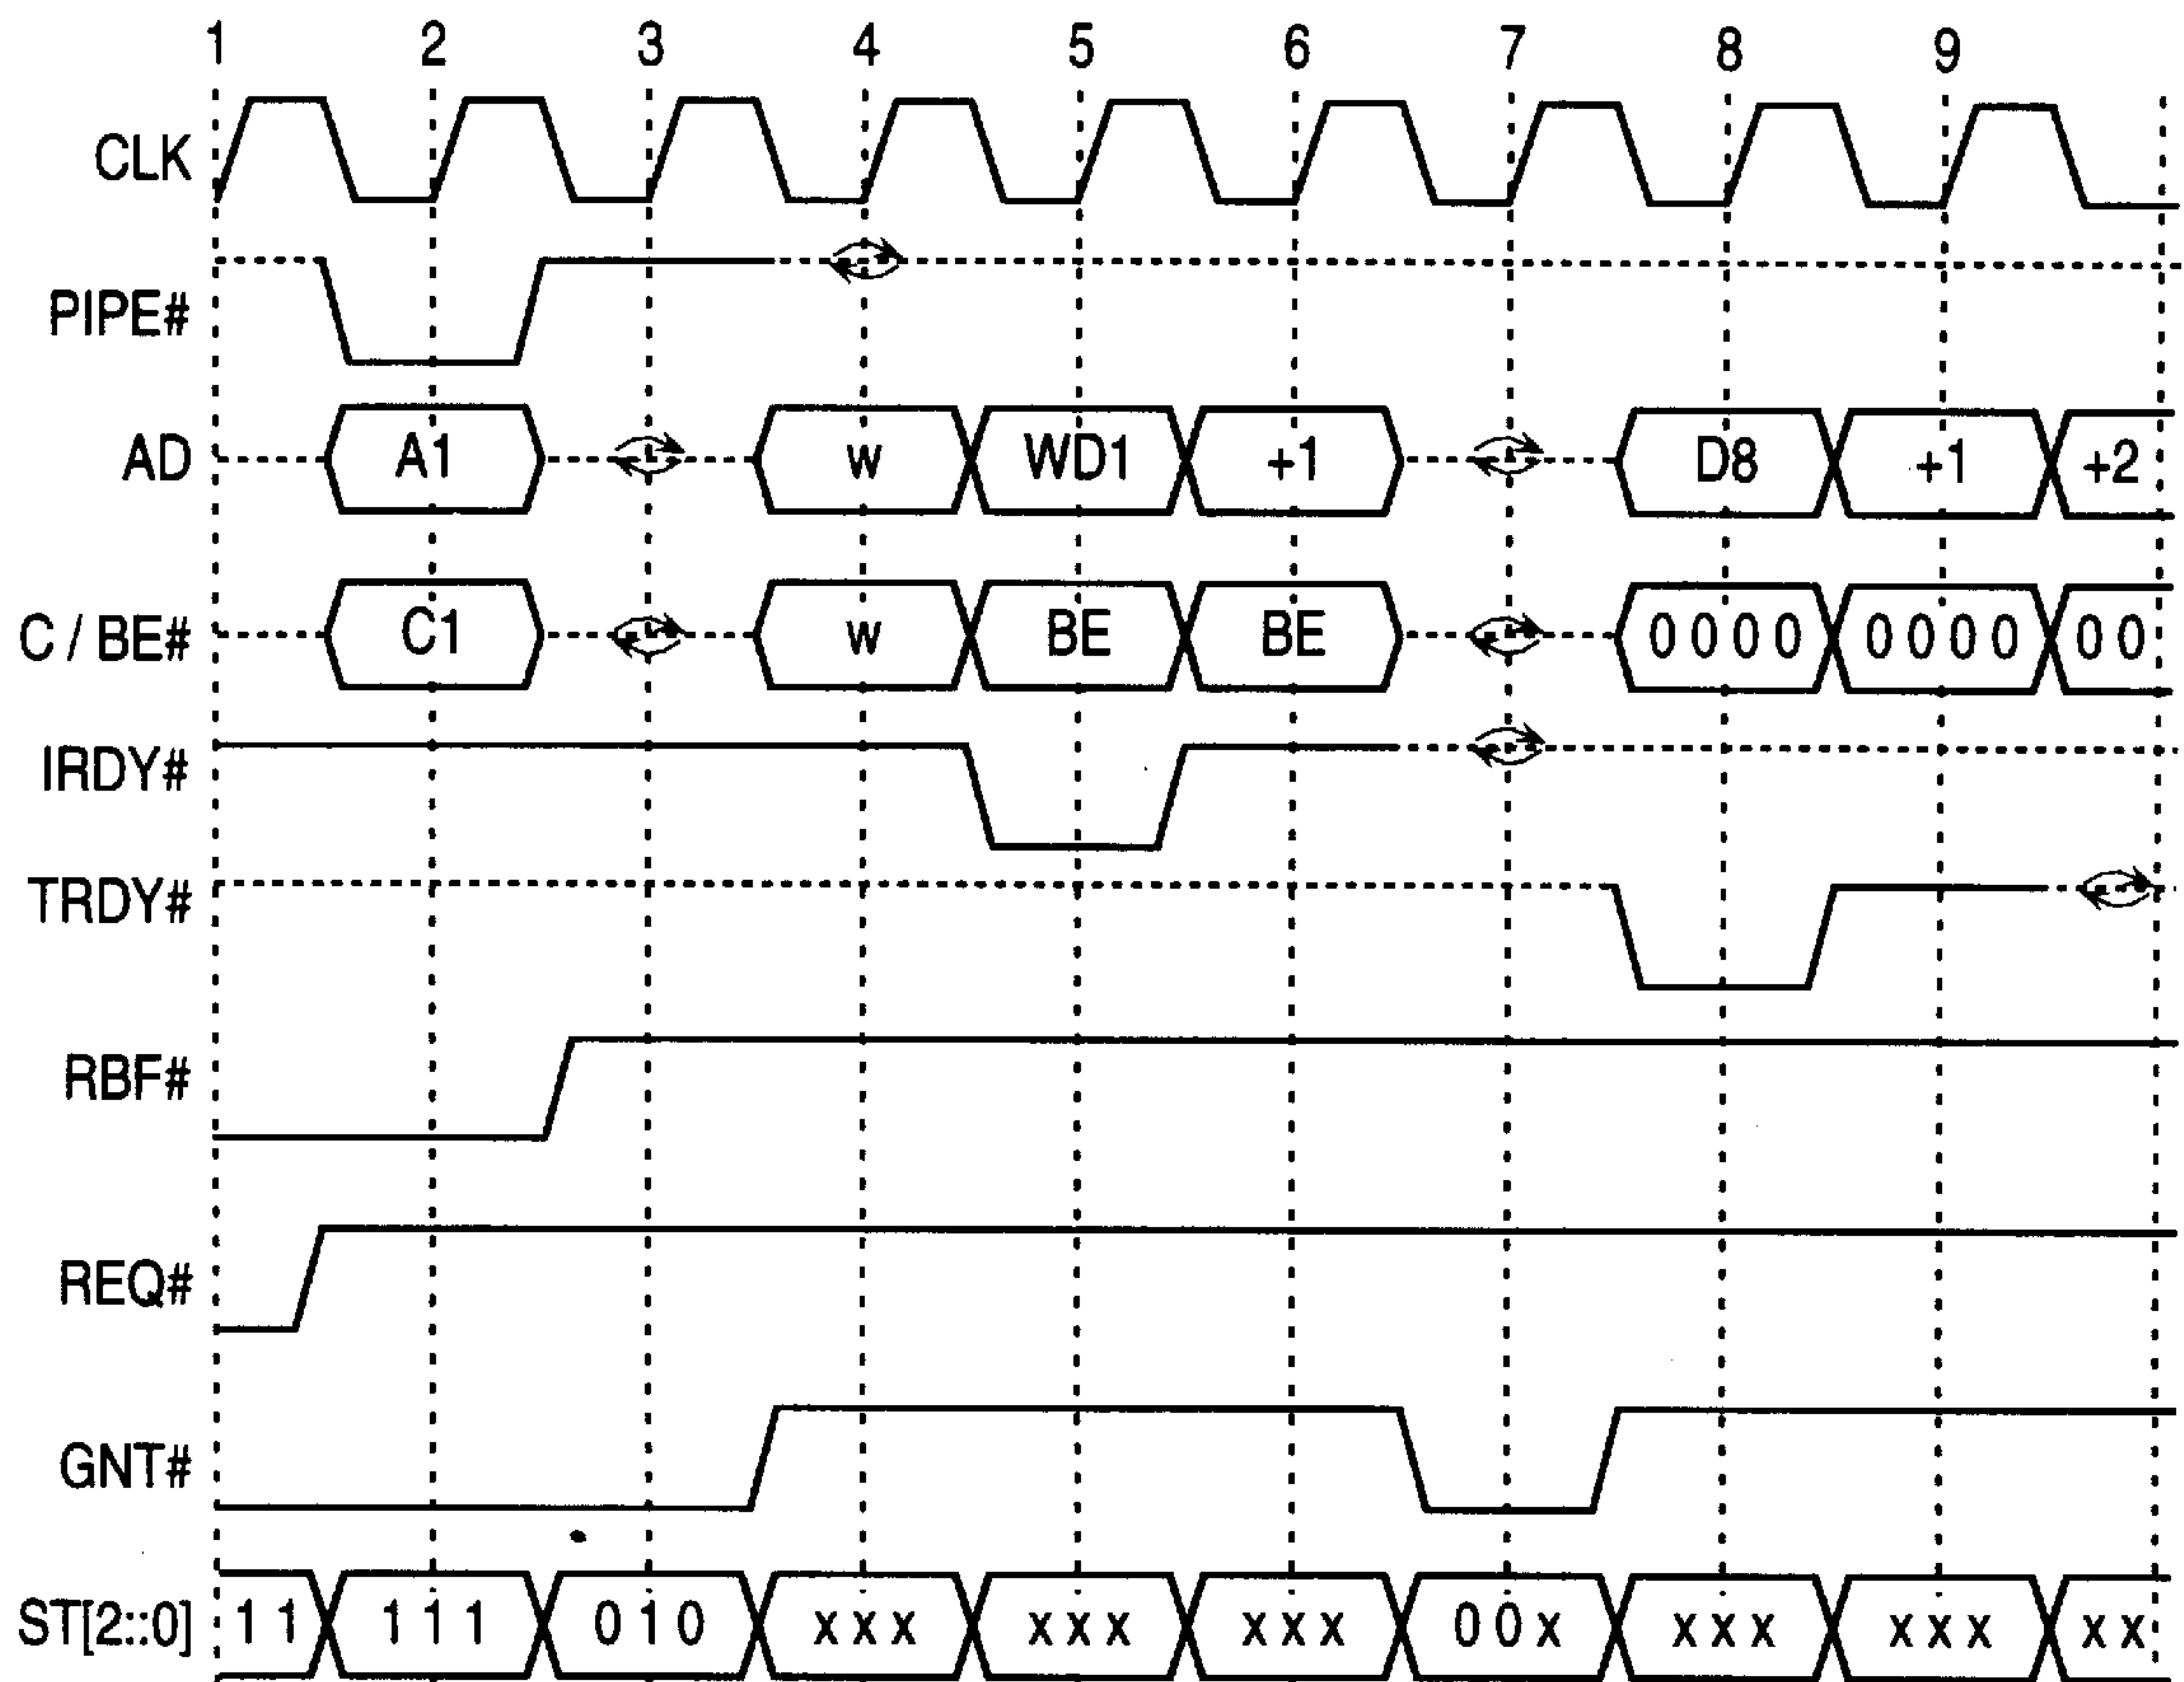 1 2 3 4 5 6 7 8 9
CLK
PIPE#
AD A1 w WD1 +1 D8 +1 +2
C / BE# C1 w BE BE 0 0 0 0 0 0 0 0 0 0
IRDY#
TRDY#
RBF#
REQ#
GNT#
ST[2::0] 1 1 1 1 1 0 1 0 x x x x x x x x x 0 0 x x x x x x x x x